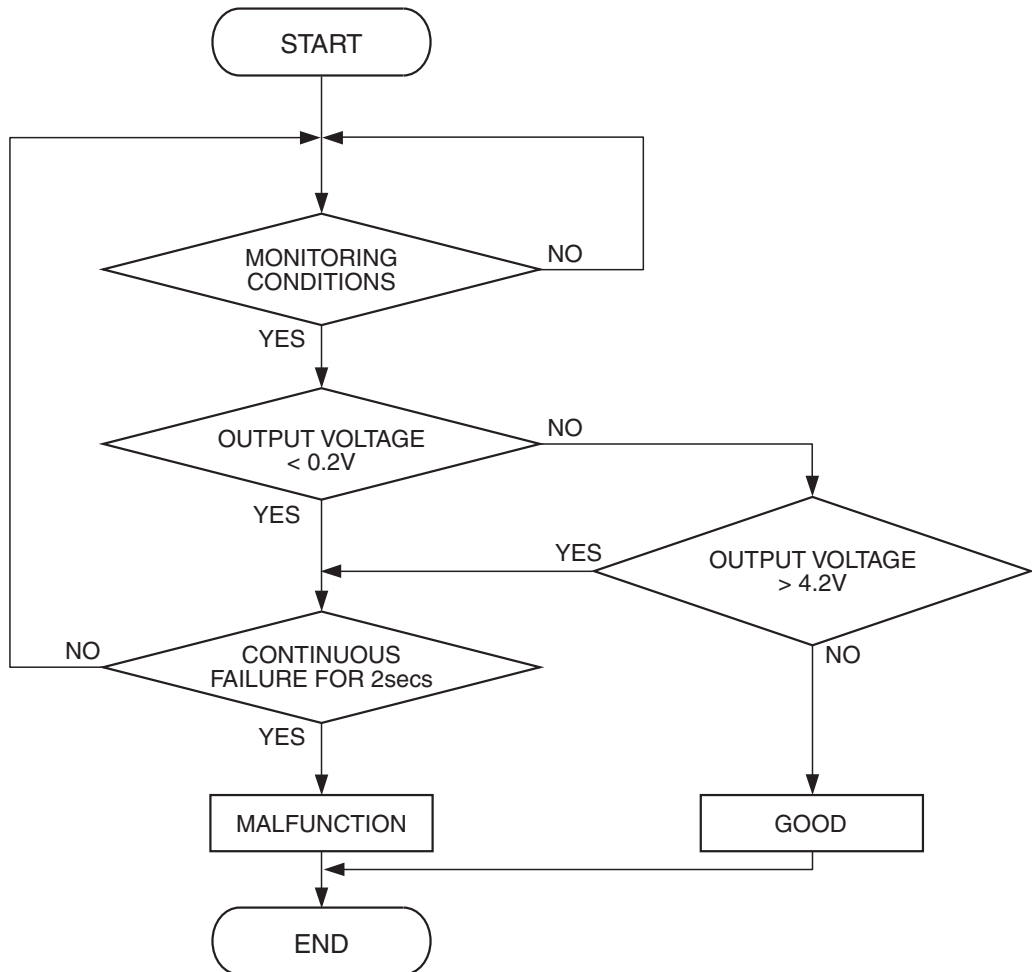 START
MONITORING
CONDITIONS
NO
YES
OUTPUT VOLTAGE
< 0.2V
NO
YES
OUTPUT VOLTAGE
> 4.2V
YES
NO
CONTINUOUS
FAILURE FOR 2secs
NO
YES
MALFUNCTION
GOOD
END